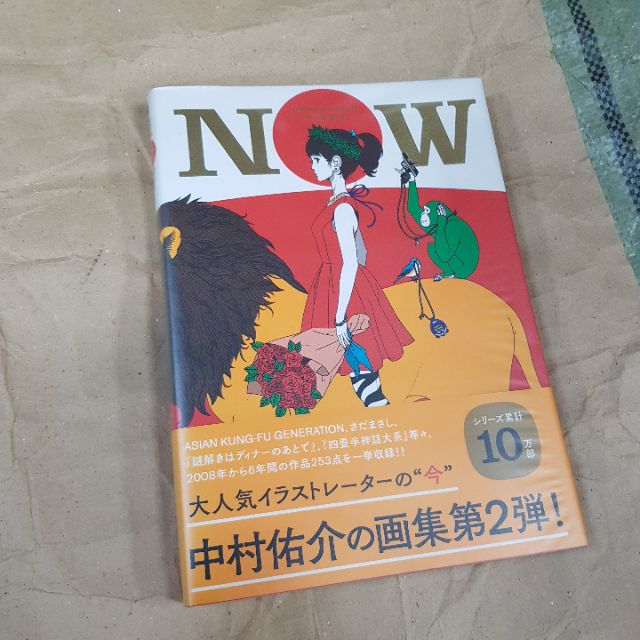 NOW
ASIAN KUNG-FU GENERATION、さだまさし、
『謎解きはディナーのあとで』、『四畳半神話大系』等々、
2008年から6年間の作品253点を一挙収録!!
シリーズ累計
10万部
大人気イラストレーターの“今”
中村佑介の画集第2弾!